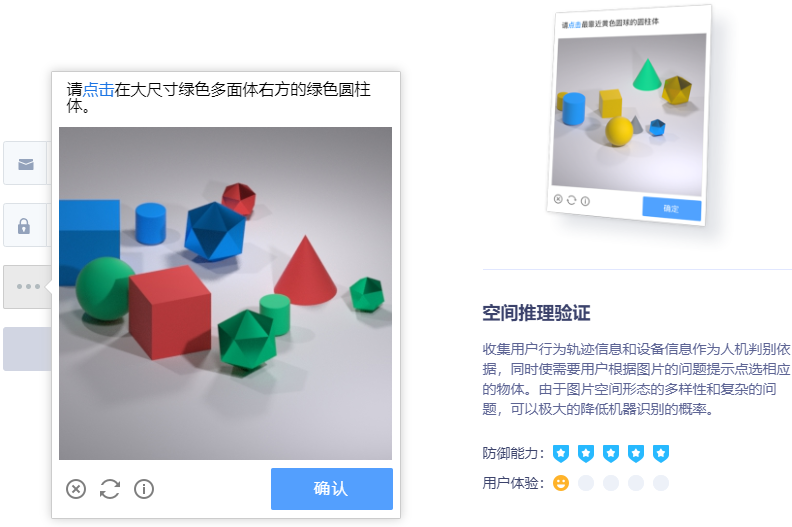 请点击在大尺寸绿色多面体右方的绿色圆柱
体。
确认
请点击最靠近黄色圆球的圆柱体
确定
空间推理验证
收集用户行为轨迹信息和设备信息作为人机判别依
据，同时使需要用户根据图片的问题提示点选相应
的物体。由于图片空间形态的多样性和复杂的问
题，可以极大的降低机器识别的概率。
防御能力：
用户体验：